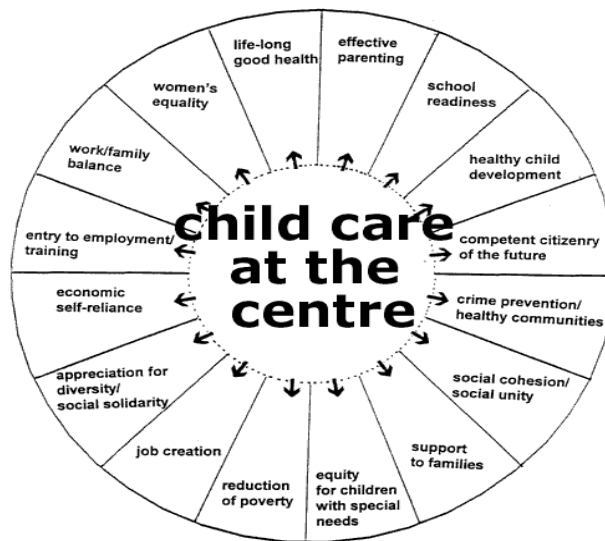 child care
at the
centre
life-long
good health
effective
parenting
school
readiness
healthy child
development
competent citizenry
of the future
crime prevention/
healthy communities
social cohesion/
social unity
support
to families
equity
for children
with special
needs
reduction
of poverty
job creation
appreciation for
diversity/
social solidarity
economic
self-reliance
entry to employment/
training
work/family
balance
women's
equality